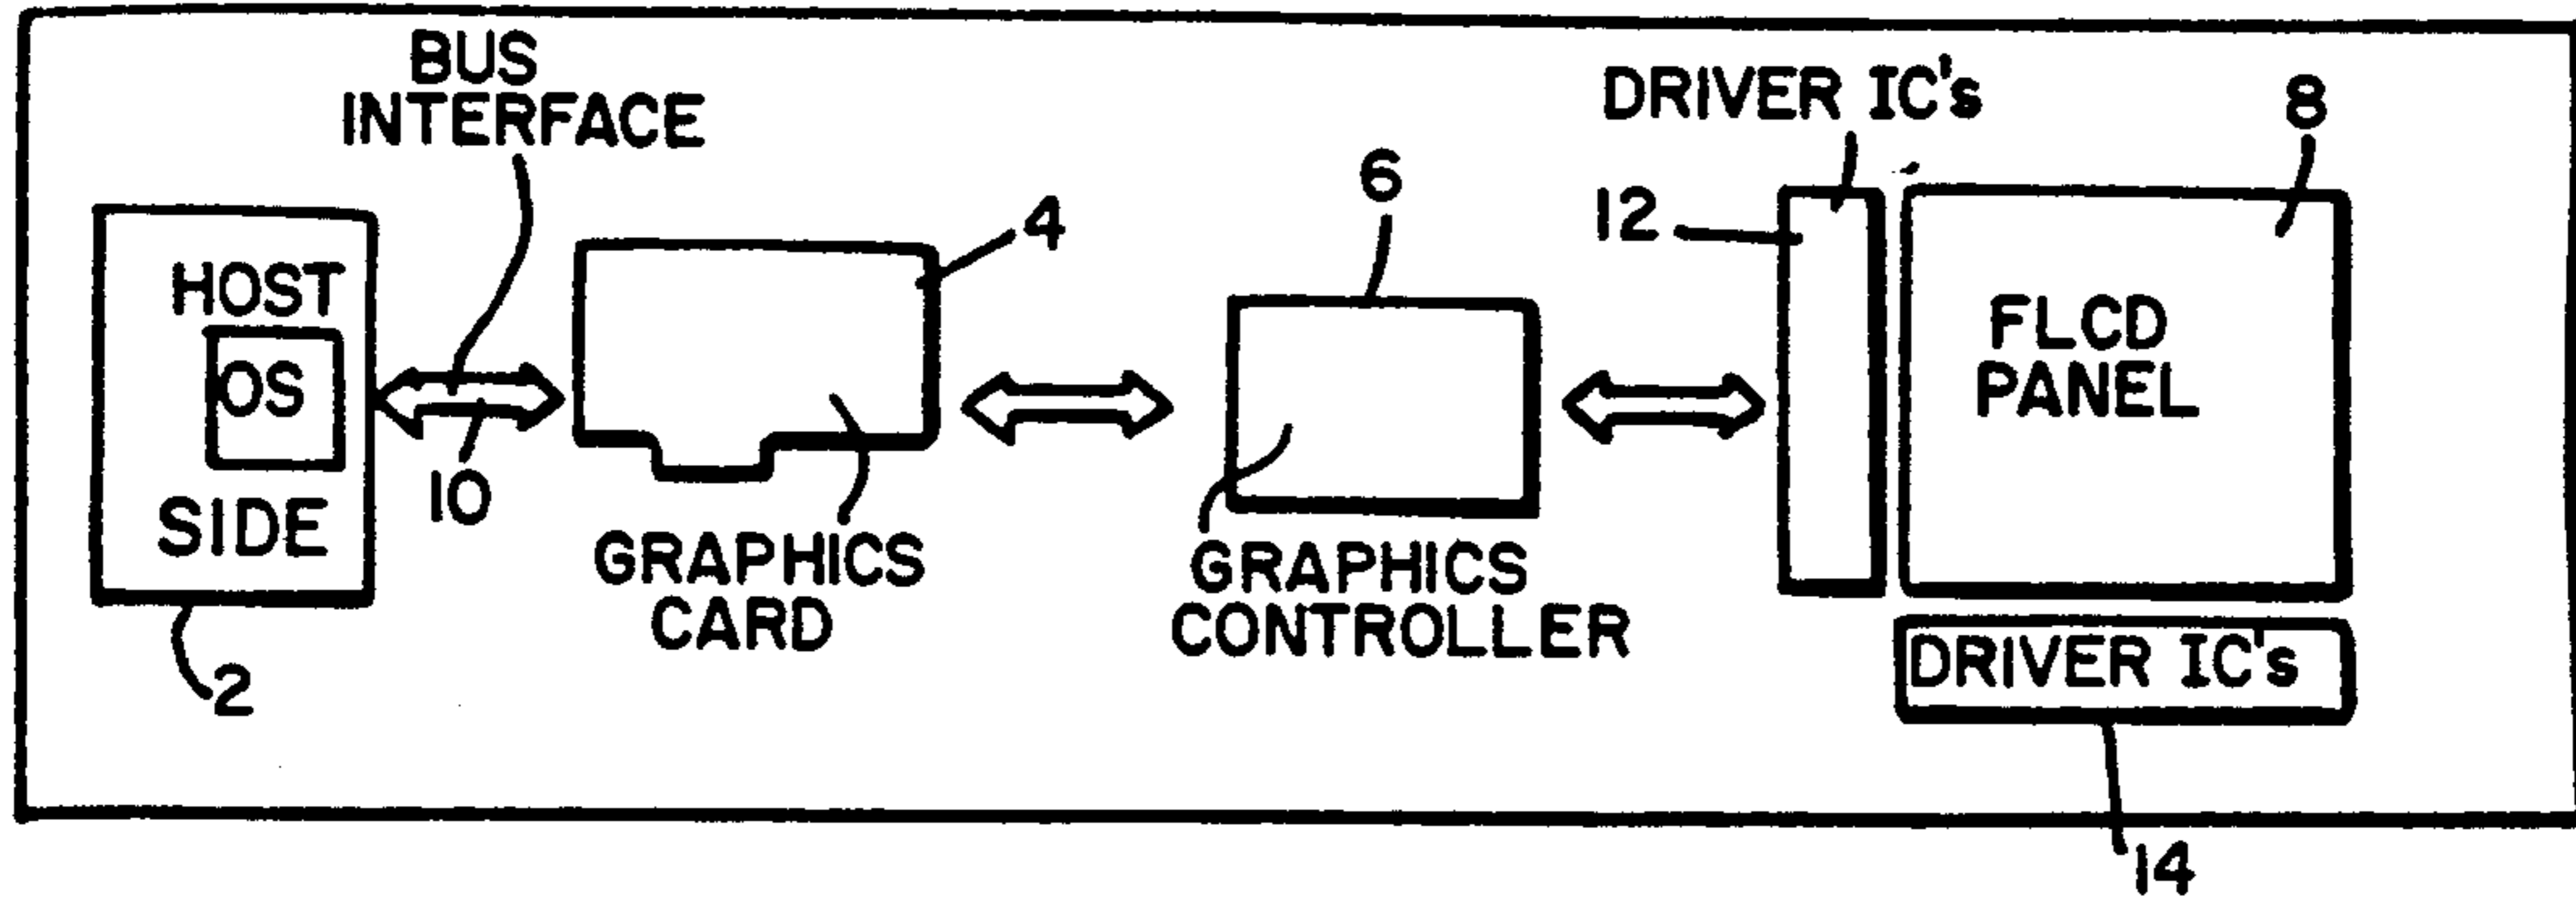 BUS
INTERFACE
DRIVER IC's
8
6
12
4
HOST
OS
SIDE
10
2
GRAPHICS
CARD
GRAPHICS
CONTROLLER
FLCD
PANEL
DRIVER IC's
14